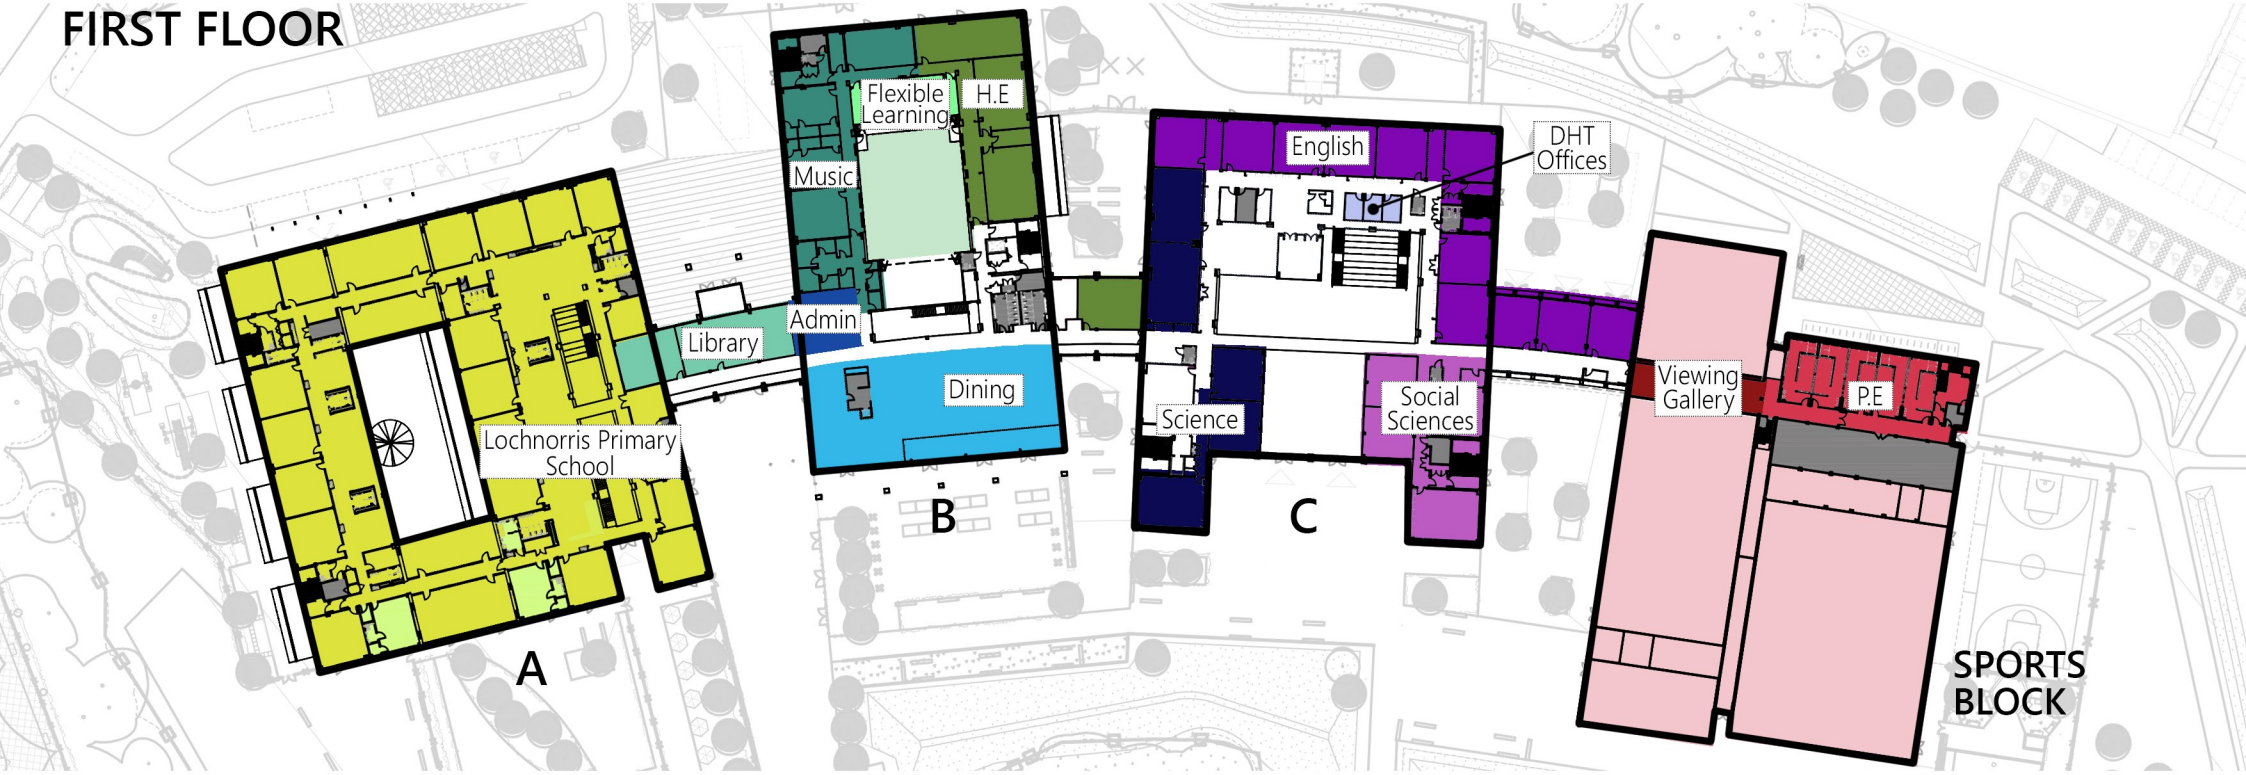 FIRST FLOOR
Flexible
Learning
H.E
Music
English
DHT
Offices
Admin
Library
Dining
Viewing
Gallery
P.E
Social
Sciences
Science
Lochnorris Primary
School
B
C
A
SPORTS
BLOCK